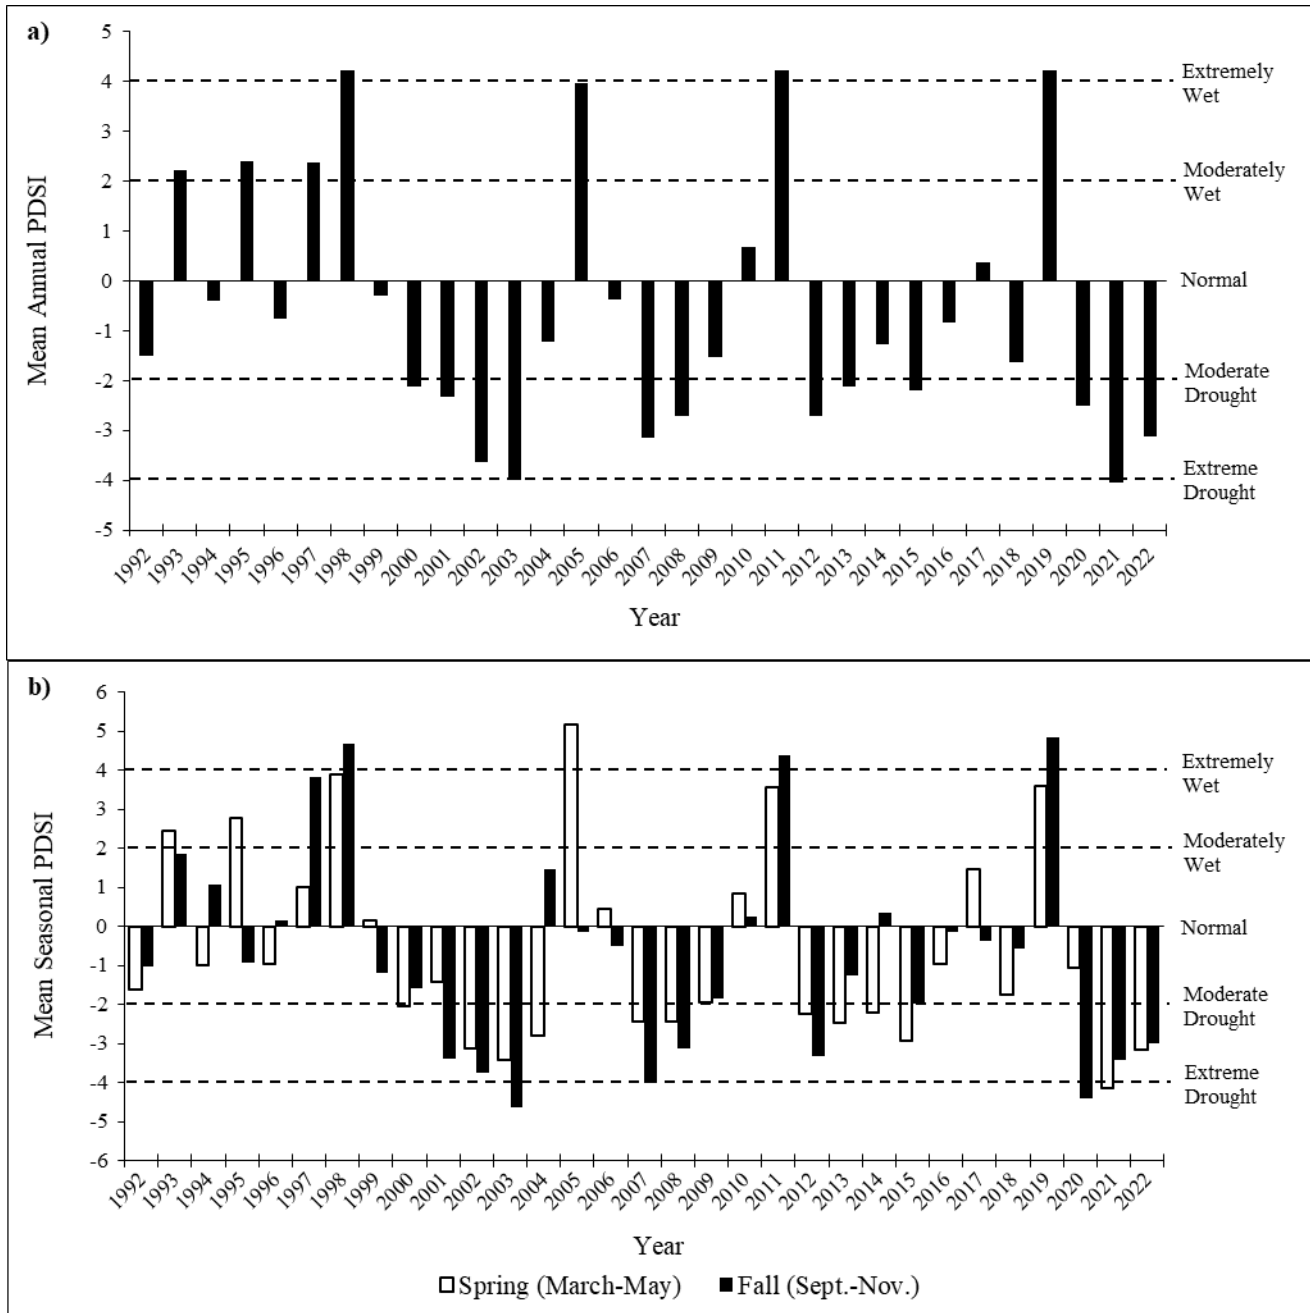 a)
5
4
3
2
1
0
-1
-2
-3
-4
-5
Mean Annual PDSI
Extremely
Wet
Moderately
Wet
Normal
Moderate
Drought
Extreme
Drought
1992 1993 1994 1995 1996 1997 1998 1999 2000 2001 2002 2003 2004 2005 2006 2007 2008 2009 2010 2011 2012 2013 2014 2015 2016 2017 2018 2019 2020 2021 2022
Year
b)
6
5
4
3
2
1
0
-1
-2
-3
-4
-5
-6
Mean Seasonal PDSI
Extremely
Wet
Moderately
Wet
Normal
Moderate
Drought
Extreme
Drought
1992 1993 1994 1995 1996 1997 1998 1999 2000 2001 2002 2003 2004 2005 2006 2007 2008 2009 2010 2011 2012 2013 2014 2015 2016 2017 2018 2019 2020 2021 2022
Year
Spring (March-May) Fall (Sept.-Nov.)